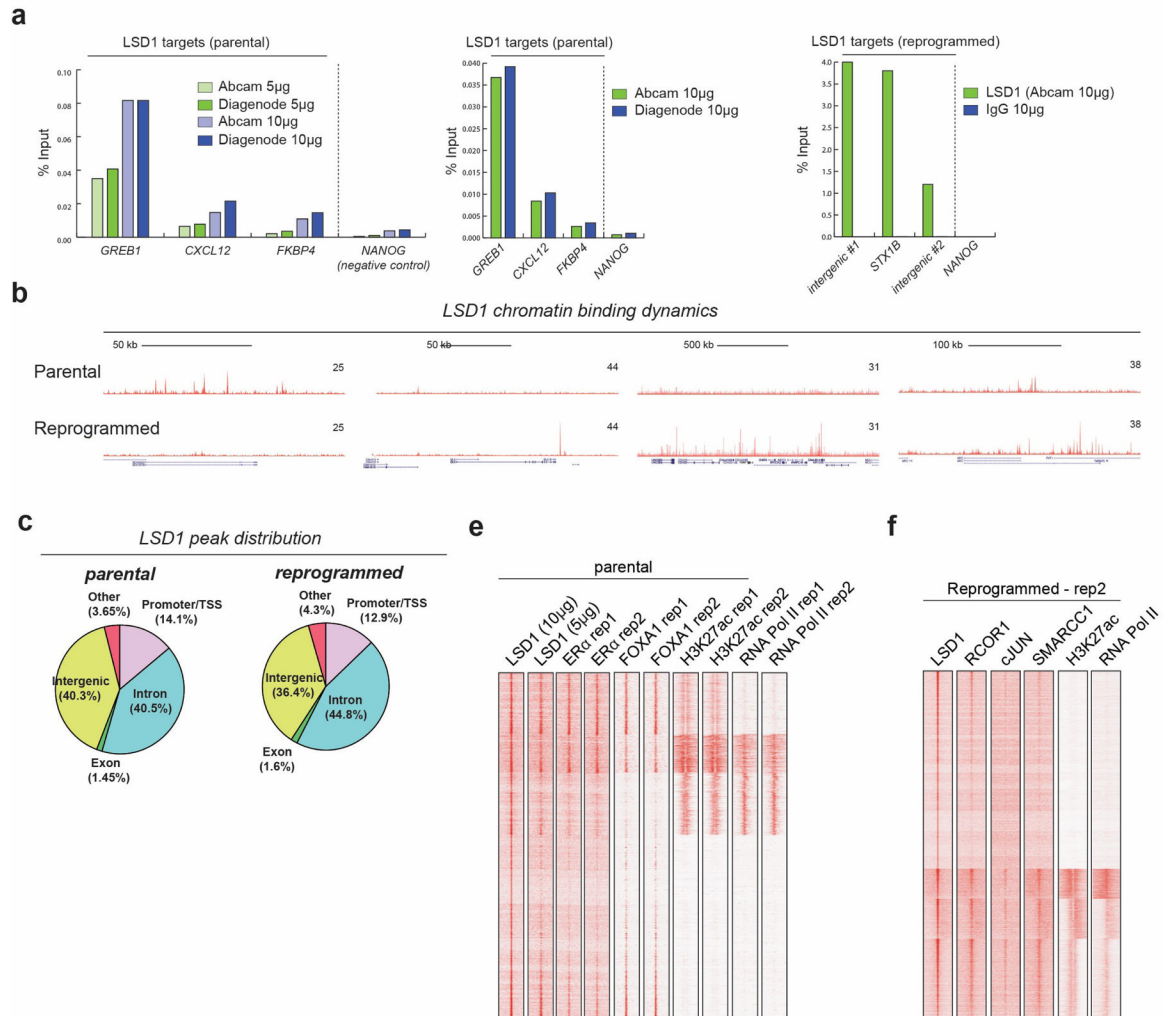 a
LSD1 targets (parental)
0.10
0.08
0.06
0.04
0.02
0.00
% Input
Abcam 5µg
Diagenode 5µg
Abcam 10µg
Diagenode 10µg
GREB1
CXCL12
FKBP4
NANOG
(negative control)
LSD1 targets (parental)
0.040
0.035
0.030
0.025
0.020
0.015
0.010
0.005
0.000
% Input
Abcam 10µg
Diagenode 10µg
GREB1
CXCL12
FKBP4
NANOG
LSD1 targets (reprogrammed)
4.0
3.5
3.0
2.5
2.0
1.5
1.0
0.5
0.0
% Input
LSD1 (Abcam 10µg)
IgG 10µg
intergenic #1
STX1B
intergenic #2
NANOG
b
LSD1 chromatin binding dynamics
50 kb
50 kb
500 kb
100 kb
Parental
25
44
31
38
Reprogrammed
25
44
31
38
c
LSD1 peak distribution
parental
Other
(3.65%)
Promoter/TSS
(14.1%)
Intergenic
(40.3%)
Intron
(40.5%)
Exon
(1.45%)
reprogrammed
Other
(4.3%)
Promoter/TSS
(12.9%)
Intergenic
(36.4%)
Intron
(44.8%)
Exon
(1.6%)
e
parental
LSD1 (10µg)
LSD1 (5µg)
ERα rep1
ERα rep2
FOXA1 rep1
FOXA1 rep2
H3K27ac rep1
H3K27ac rep2
RNA Pol II rep1
RNA Pol II rep2
f
Reprogrammed - rep2
LSD1
RCOR1
cJUN
SMARCC1
H3K27ac
RNA Pol II